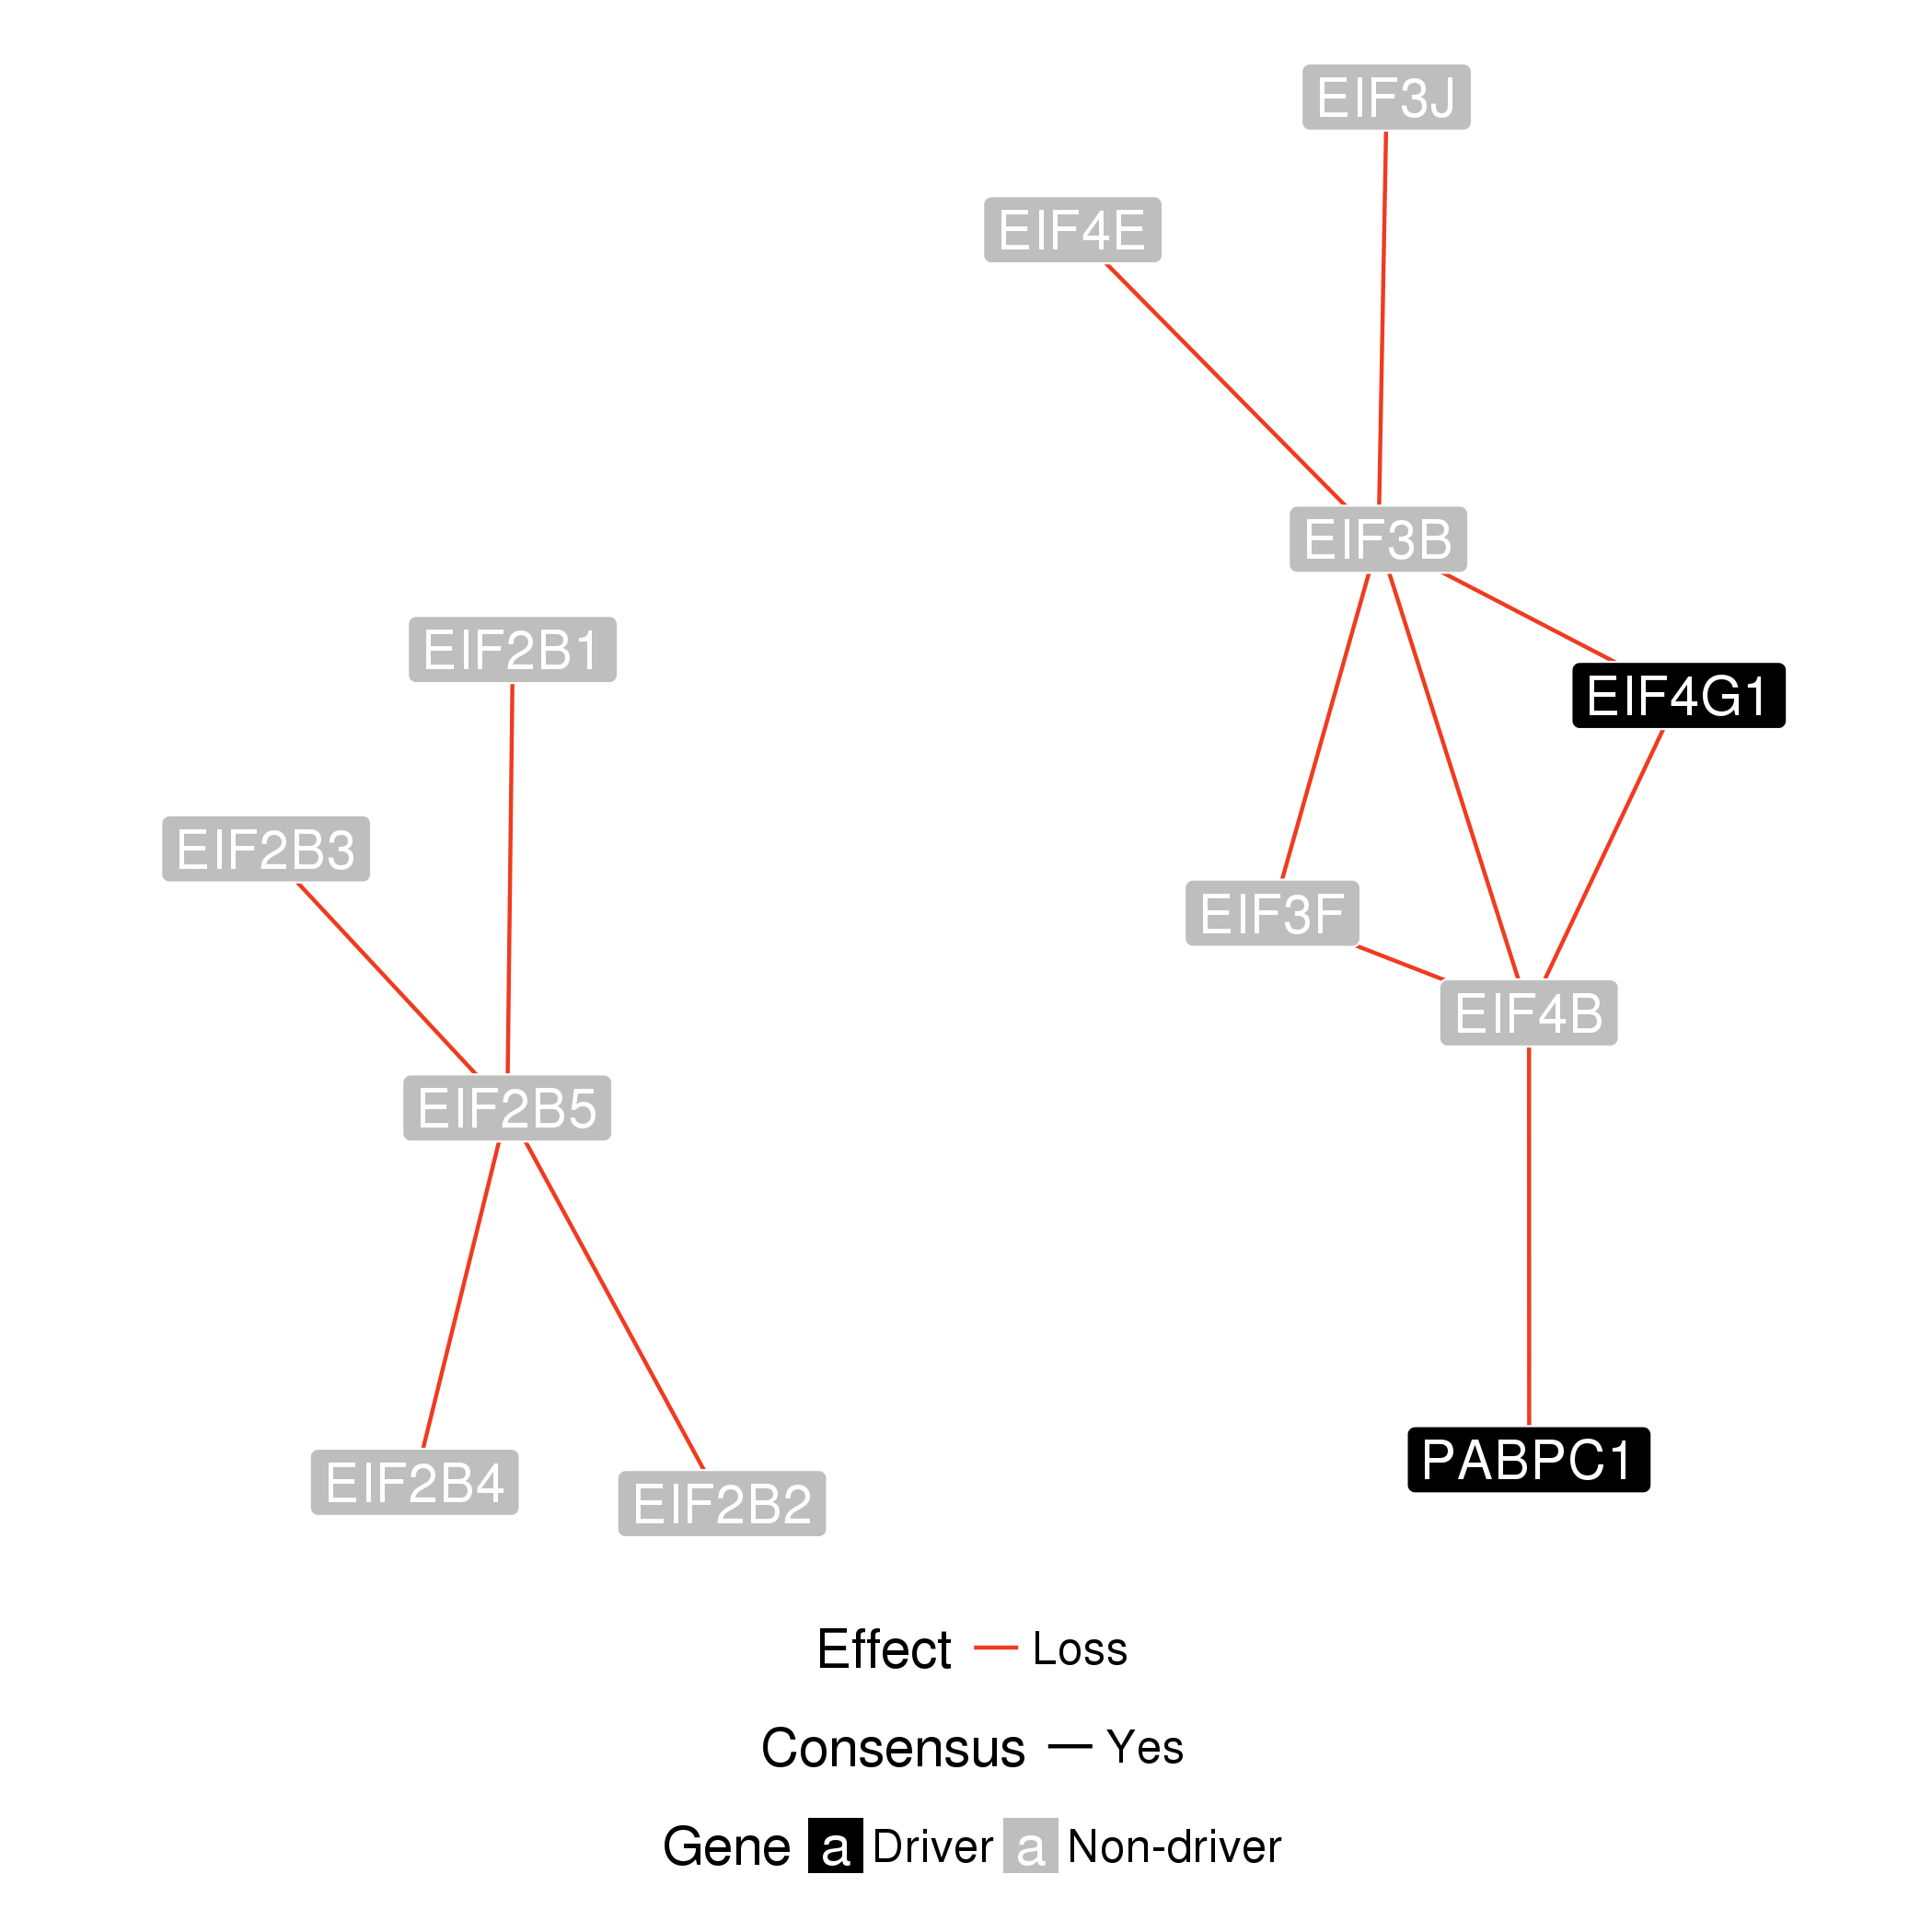 EIF3J
EIF4E
EIF3B
EIF2B1
EIF4G1
EIF2B3
EIF3F
EIF4B
EIF2B5
PABPC1
EIF2B4
EIF2B2
Effect Loss
Consensus Yes
Gene a Driver a Non-driver